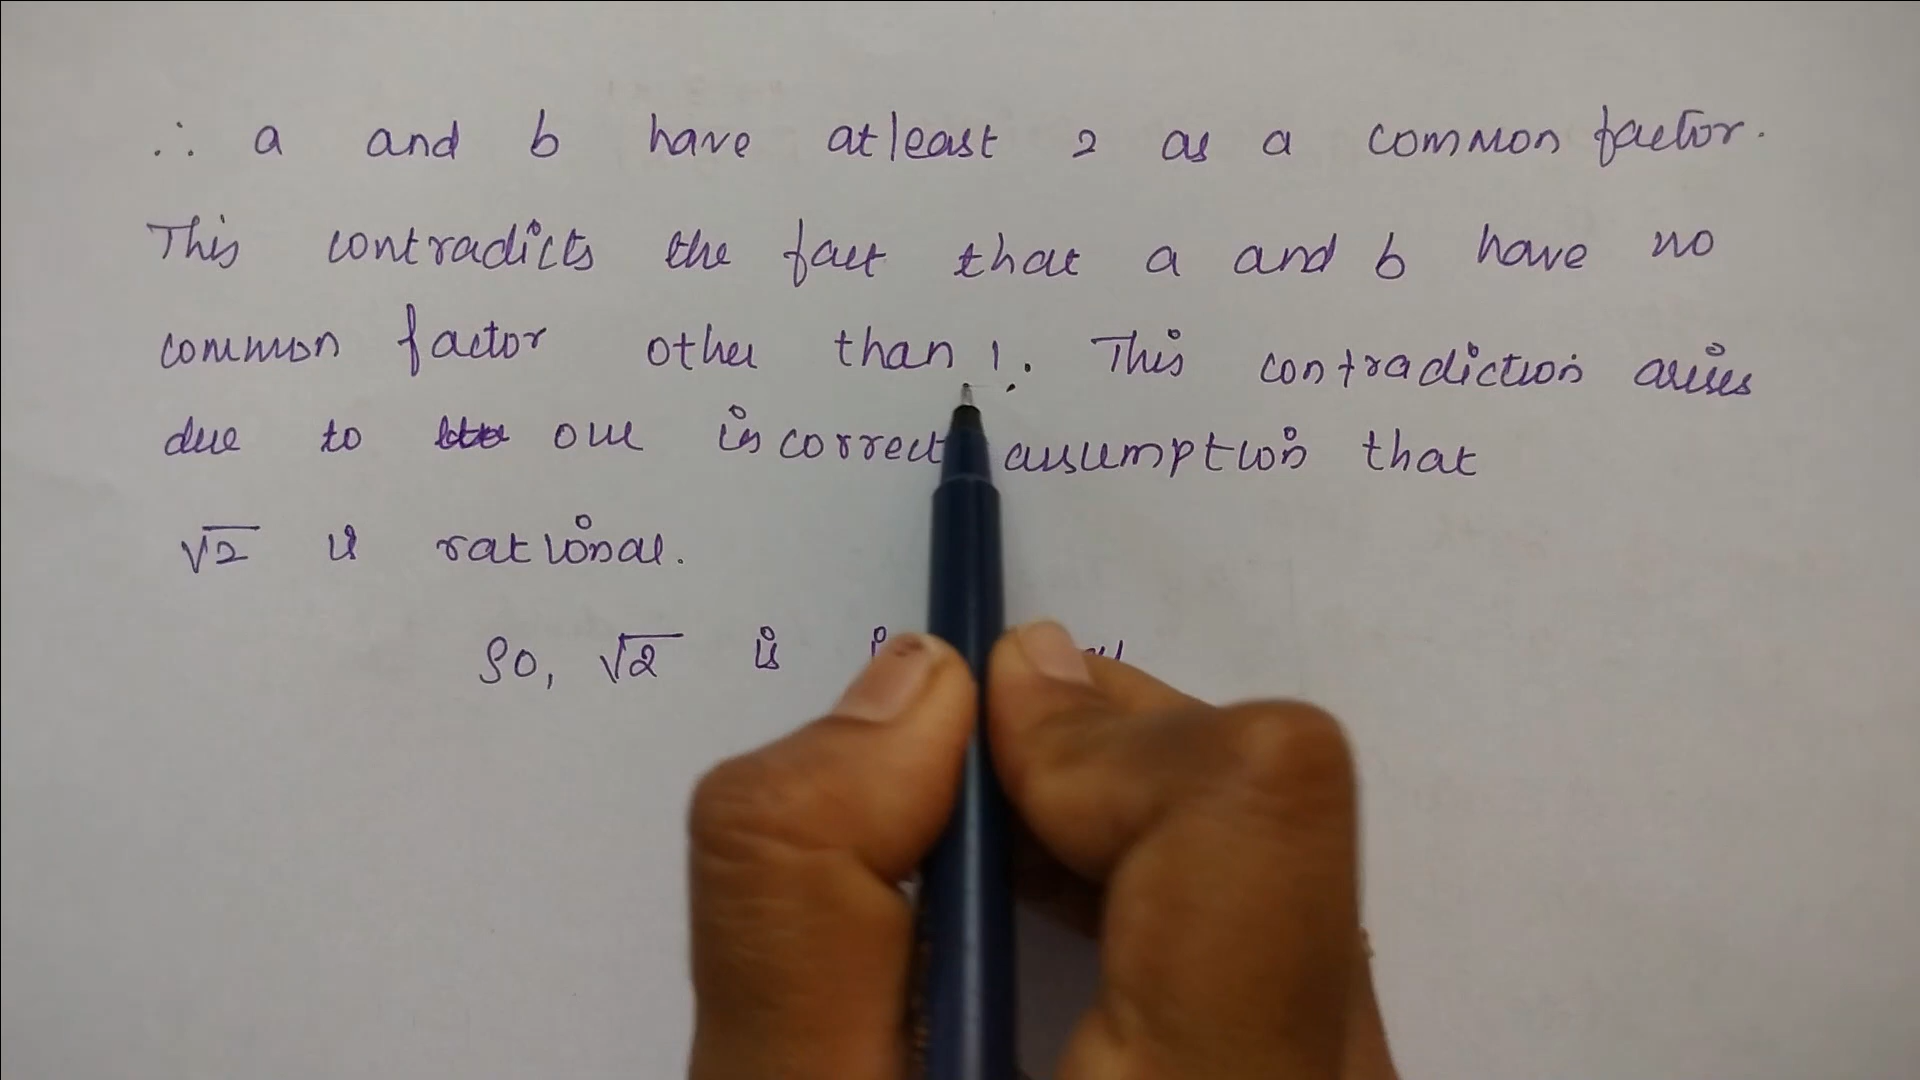 ∴ a and b have atleast 2 as a common factor.
This contradicts the fact that a and b have no
common factor other than 1. This contradiction arises
due to our incorrect assumption that
√2 is rational.
So, √2 is